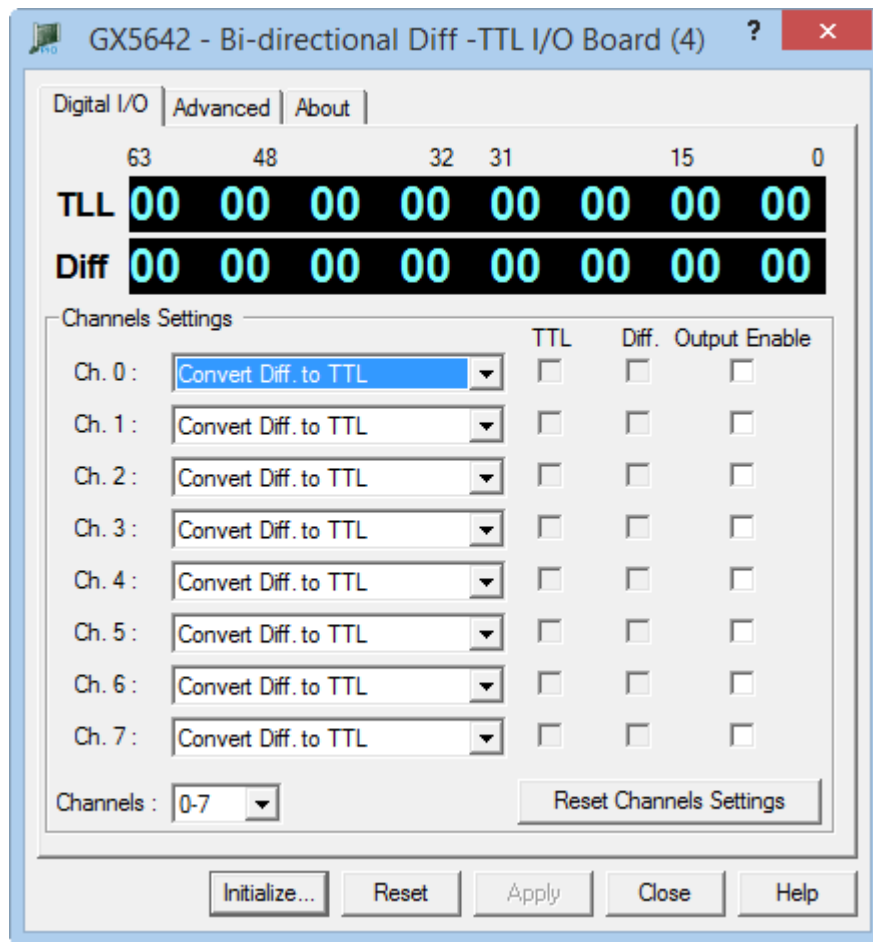 GX5642 - Bi-directional Diff -TTL I/O Board (4) ?
Digital I/O Advanced About
63 48 32 31 15 0
TLL 00 00 00 00 00 00 00 00
Diff 00 00 00 00 00 00 00 00
Channels Settings
TTL Diff. Output Enable
Ch. 0 : Convert Diff. to TTL
Ch. 1 : Convert Diff. to TTL
Ch. 2 : Convert Diff. to TTL
Ch. 3 : Convert Diff. to TTL
Ch. 4 : Convert Diff. to TTL
Ch. 5 : Convert Diff. to TTL
Ch. 6 : Convert Diff. to TTL
Ch. 7 : Convert Diff. to TTL
Channels : 0-7 Reset Channels Settings
Initialize... Reset Apply Close Help